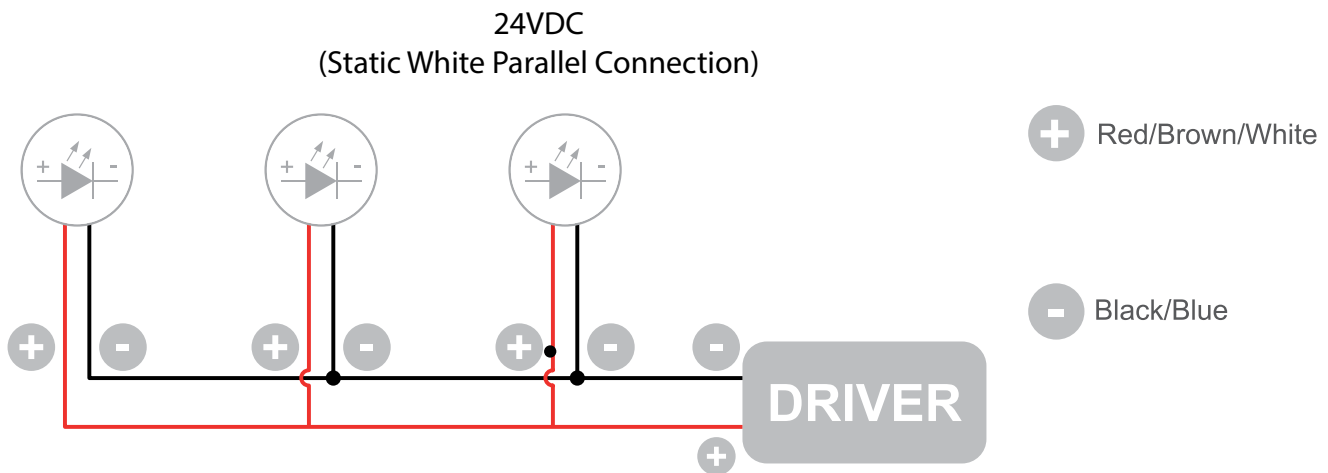 24VDC
(Static White Parallel Connection)
+ -
+ -
+ -
+ Red/Brown/White
- Black/Blue
+ -
+ -
+ -
-
DRIVER
+